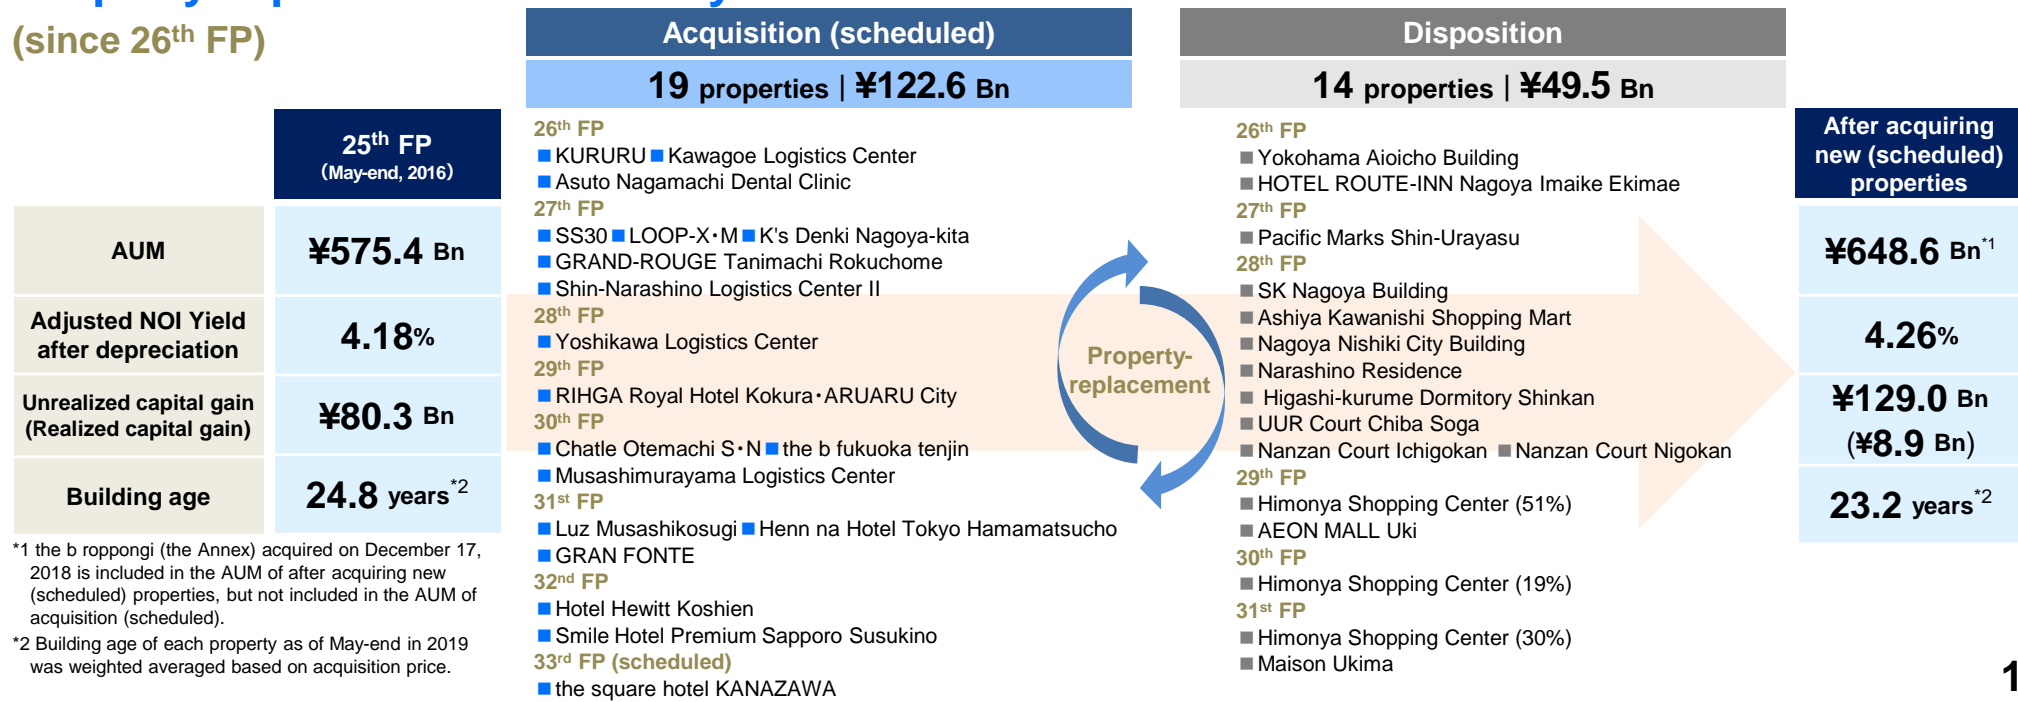 (since 26th FP)
Acquisition (scheduled)
19 properties | ¥122.6 Bn
Disposition
14 properties | ¥49.5 Bn
25th FP
(May-end, 2016)
After acquiring
new (scheduled)
properties
AUM
¥575.4 Bn
¥648.6 Bn*1
Adjusted NOI Yield
after depreciation
4.18%
4.26%
Unrealized capital gain
(Realized capital gain)
¥80.3 Bn
¥129.0 Bn
(¥8.9 Bn)
Building age
24.8 years*2
23.2 years*2
26th FP
■ KURURU ■ Kawagoe Logistics Center
■ Asuto Nagamachi Dental Clinic
27th FP
■ SS30 ■ LOOP-X・M ■ K's Denki Nagoya-kita
■ GRAND-ROUGE Tanimachi Rokuchome
■ Shin-Narashino Logistics Center II
28th FP
■ Yoshikawa Logistics Center
29th FP
■ RIHGA Royal Hotel Kokura・ARUARU City
30th FP
■ Chatle Otemachi S・N ■ the b fukuoka tenjin
■ Musashimurayama Logistics Center
31st FP
■ Luz Musashikosugi ■ Henn na Hotel Tokyo Hamamatsucho
■ GRAN FONTE
32nd FP
■ Hotel Hewitt Koshien
■ Smile Hotel Premium Sapporo Susukino
33rd FP (scheduled)
■ the square hotel KANAZAWA
Property-
replacement
26th FP
■ Yokohama Aioicho Building
■ HOTEL ROUTE-INN Nagoya Imaike Ekimae
27th FP
■ Pacific Marks Shin-Urayasu
28th FP
■ SK Nagoya Building
■ Ashiya Kawanishi Shopping Mart
■ Nagoya Nishiki City Building
■ Narashino Residence
■ Higashi-kurume Dormitory Shinkan
■ UUR Court Chiba Soga
■ Nanzan Court Ichigokan ■ Nanzan Court Nigokan
29th FP
■ Himonya Shopping Center (51%)
■ AEON MALL Uki
30th FP
■ Himonya Shopping Center (19%)
31st FP
■ Himonya Shopping Center (30%)
■ Maison Ukima
*1 the b roppongi (the Annex) acquired on December 17,
2018 is included in the AUM of after acquiring new
(scheduled) properties, but not included in the AUM of
acquisition (scheduled).
*2 Building age of each property as of May-end in 2019
was weighted averaged based on acquisition price.